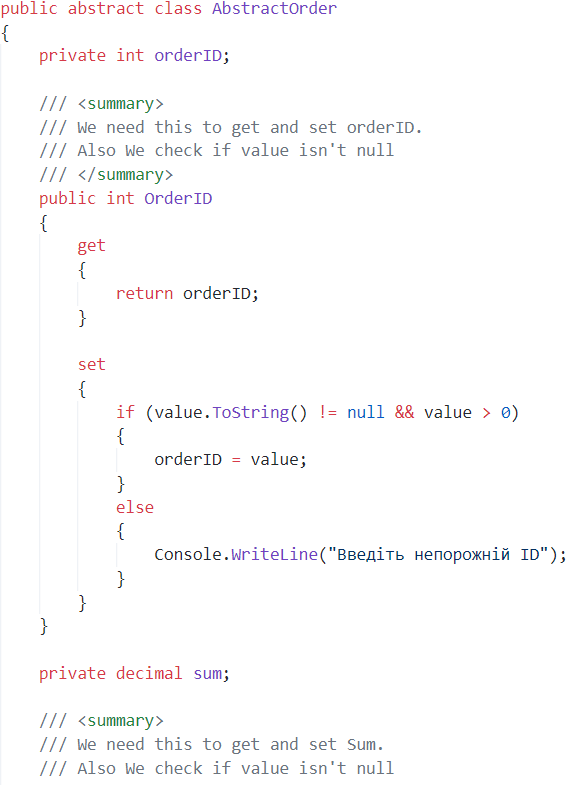 public abstract class AbstractOrder
{
    private int orderID;

    /// <summary>
    /// We need this to get and set orderID.
    /// Also We check if value isn't null
    /// </summary>
    public int OrderID
    {
        get
        {
            return orderID;
        }

        set
        {
            if (value.ToString() != null && value > 0)
            {
                orderID = value;
            }
            else
            {
                Console.WriteLine("Введіть непорожній ID");
            }
        }
    }

    private decimal sum;

    /// <summary>
    /// We need this to get and set Sum.
    /// Also We check if value isn't null